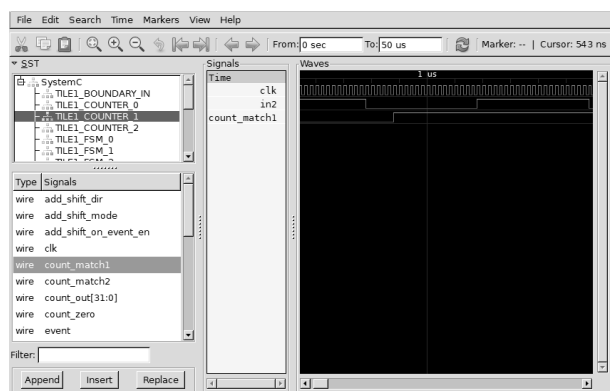 File Edit Search Time Markers View Help
From: 0 sec To: 50 us Marker: -- | Cursor: 543 ns
SST
SystemC
TILE1_BOUNDARY_IN
TILE1_COUNTER_0
TILE1_COUNTER_1
TILE1_COUNTER_2
TILE1_FSM_0
TILE1_FSM_1
TILE1_FSM_2
Type Signals
wire add_shift_dir
wire add_shift_mode
wire add_shift_on_event_en
wire clk
wire count_match1
wire count_match2
wire count_out[31:0]
wire count_zero
wire event
Filter:
Append Insert Replace
Signals
Time
clk
in2
count_match1
Waves
1 us